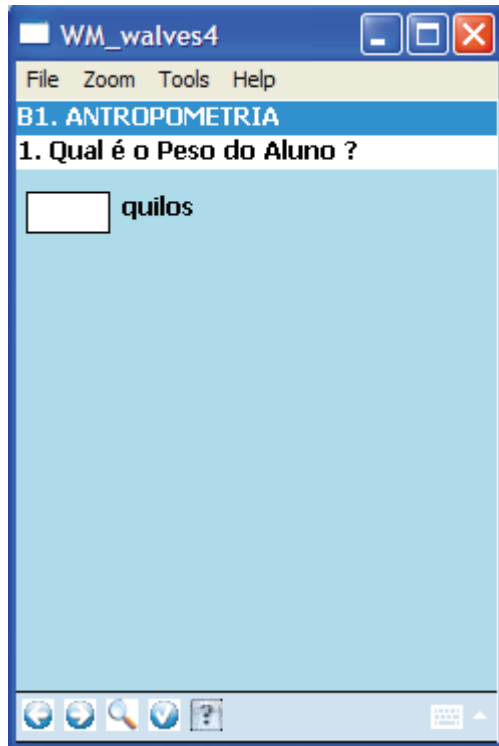 WM_walves4
File Zoom Tools Help
B1. ANTROPOMETRIA
1. Qual é o Peso do Aluno ?
quilos
?